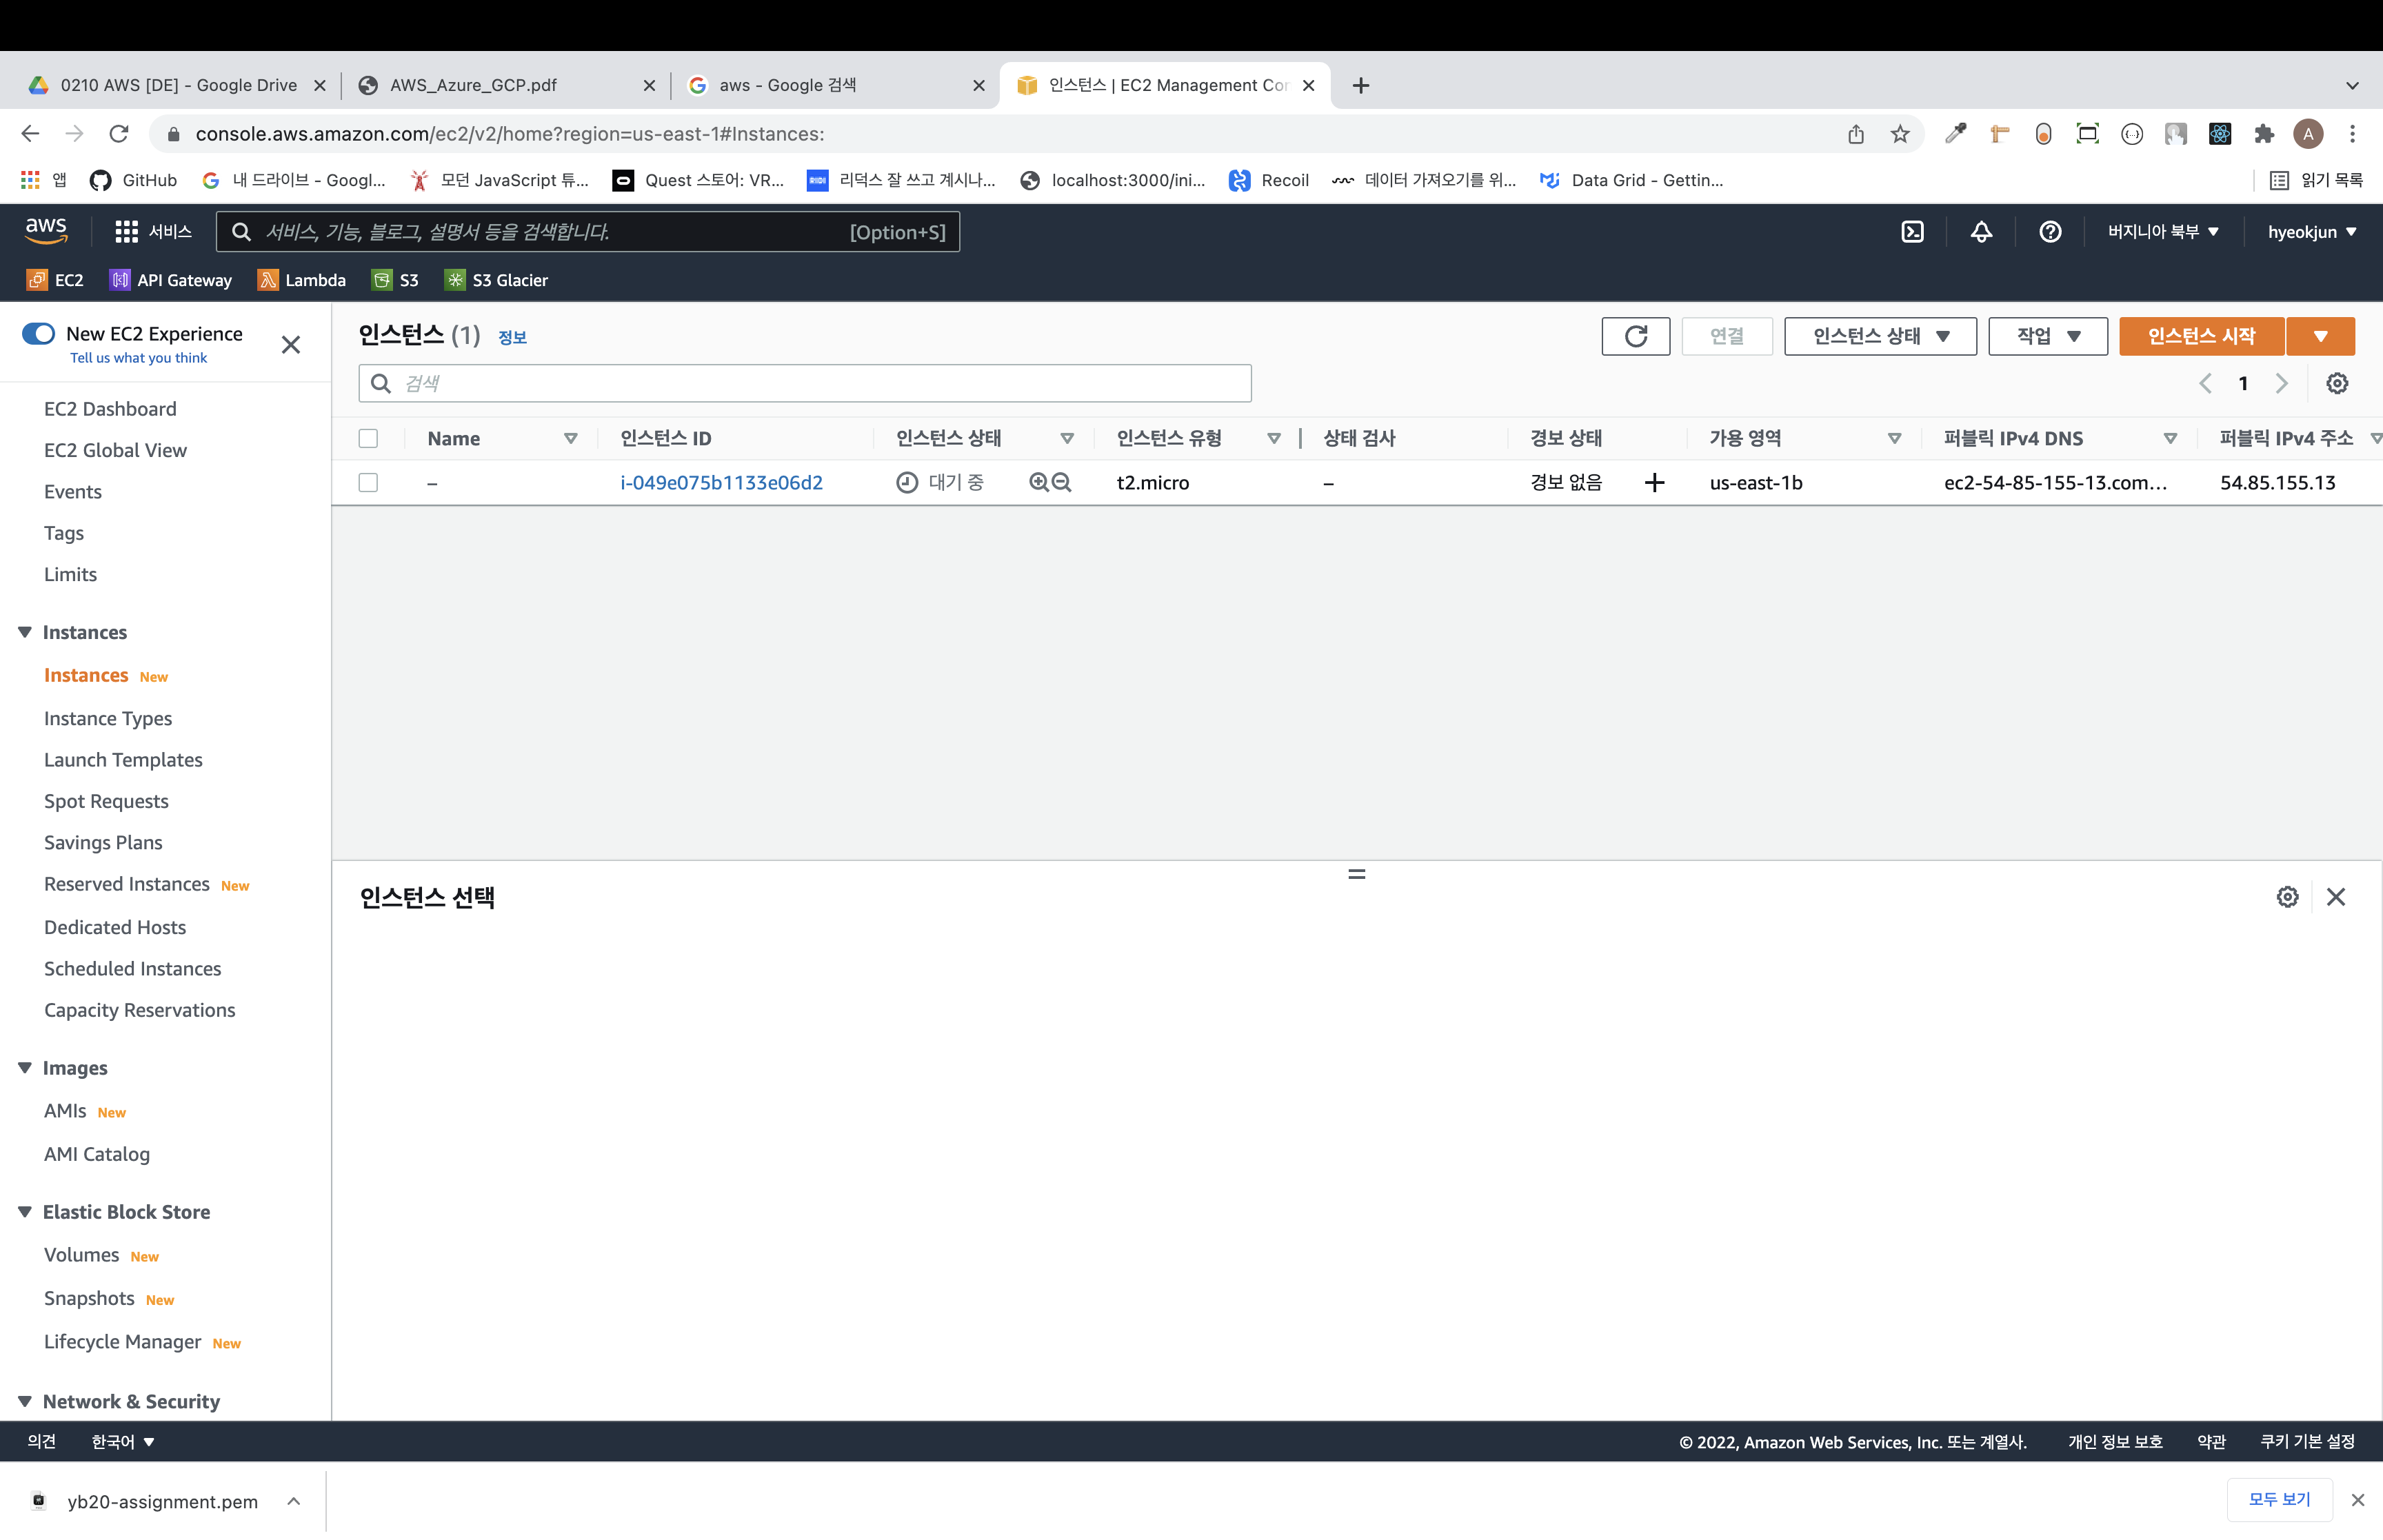 0210 AWS [DE] - Google Drive
AWS_Azure_GCP.pdf
aws - Google 검색
인스턴스 | EC2 Management Cor
console.aws.amazon.com/ec2/v2/home?region=us-east-1#Instances:
A
앱
GitHub
내 드라이브 - Googl...
모던 JavaScript 튜...
Quest 스토어: VR...
RIDI
리덕스 잘 쓰고 계시나...
localhost:3000/ini...
Recoil
데이터 가져오기를 위...
Data Grid - Gettin...
읽기 목록
aws
서비스
서비스, 기능, 블로그, 설명서 등을 검색합니다.
[Option+S]
버지니아 북부
hyeokjun
EC2
API Gateway
Lambda
S3
S3 Glacier
New EC2 Experience
Tell us what you think
EC2 Dashboard
EC2 Global View
Events
Tags
Limits
Instances
Instances New
Instance Types
Launch Templates
Spot Requests
Savings Plans
Reserved Instances New
Dedicated Hosts
Scheduled Instances
Capacity Reservations
Images
AMIs New
AMI Catalog
Elastic Block Store
Volumes New
Snapshots New
Lifecycle Manager New
Network & Security
인스턴스 (1) 정보
연결
인스턴스 상태
작업
인스턴스 시작
검색
1
Name 인스턴스 ID 인스턴스 상태 인스턴스 유형 상태 검사 경보 상태 가용 영역 퍼블릭 IPv4 DNS 퍼블릭 IPv4 주소
– i-049e075b1133e06d2 대기 중 t2.micro – 경보 없음 us-east-1b ec2-54-85-155-13.com... 54.85.155.13
인스턴스 선택
의견
한국어
© 2022, Amazon Web Services, Inc. 또는 계열사.
개인 정보 보호
약관
쿠키 기본 설정
yb20-assignment.pem
모두 보기